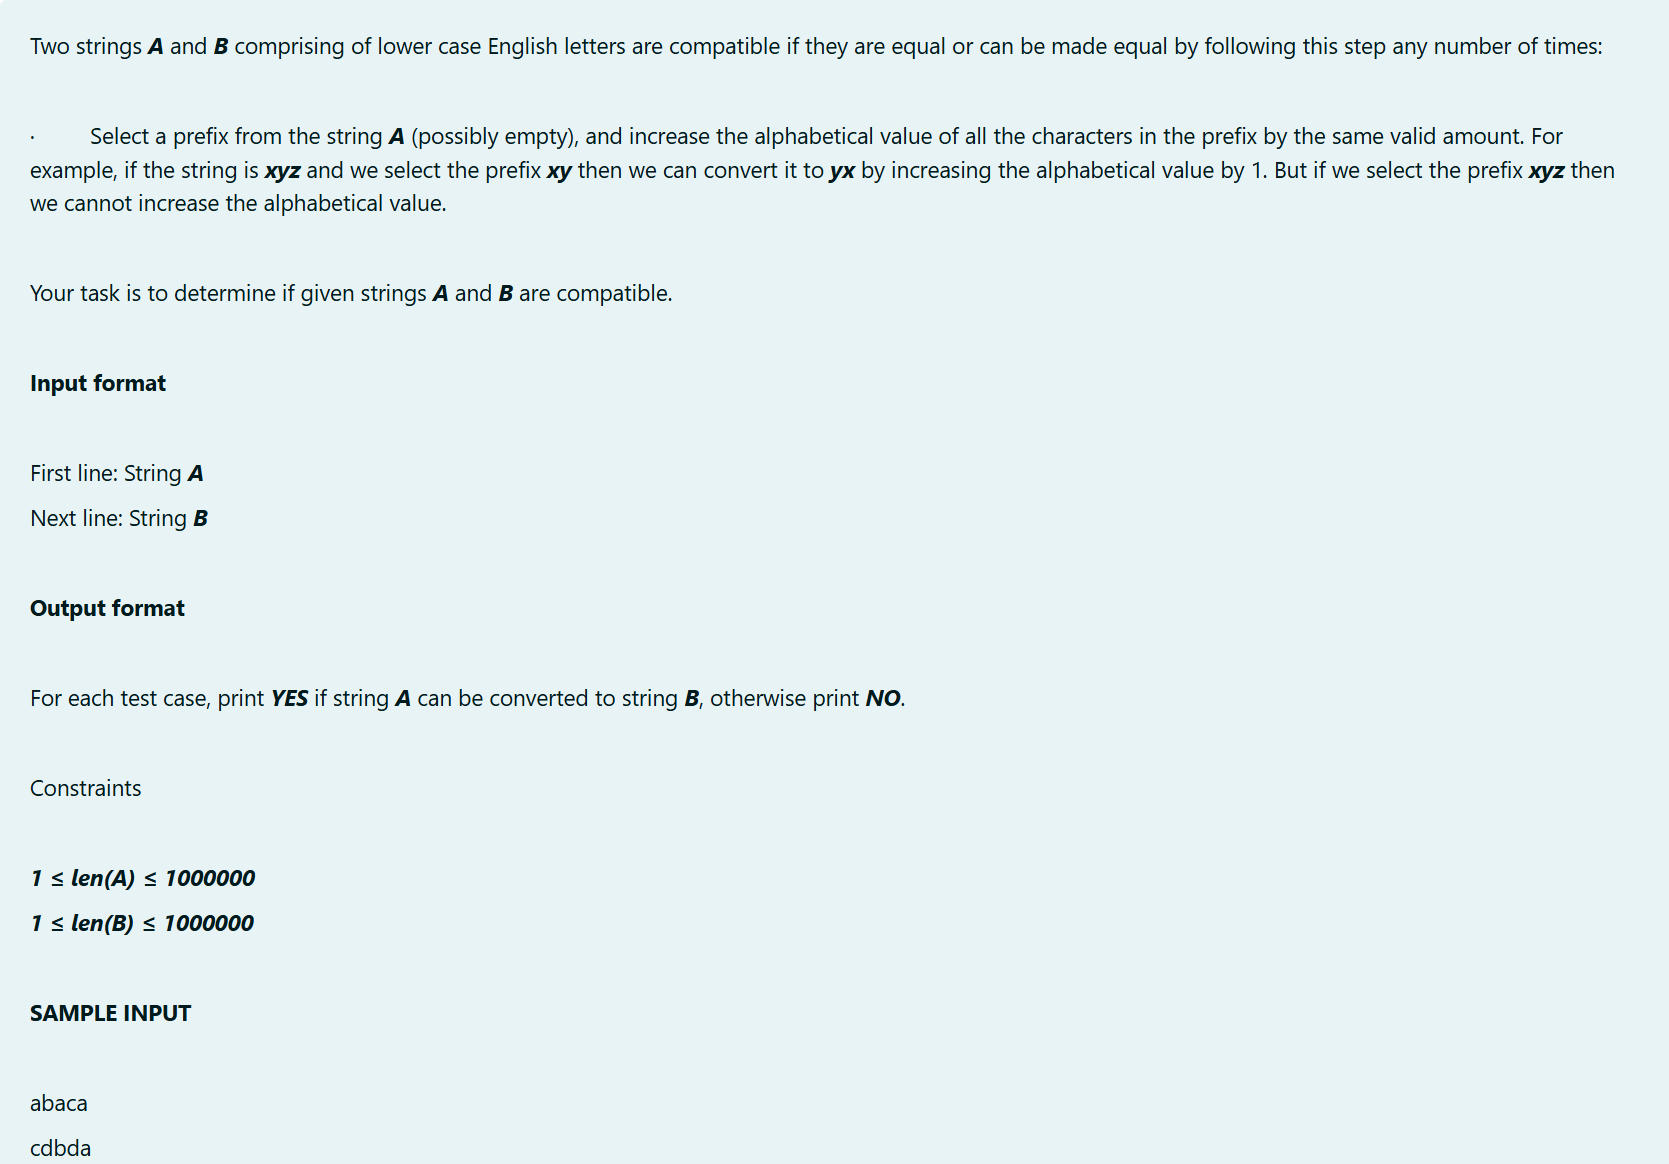 Two strings A and B comprising of lower case English letters are compatible if they are equal or can be made equal by following this step any number of times:
· Select a prefix from the string A (possibly empty), and increase the alphabetical value of all the characters in the prefix by the same valid amount. For
example, if the string is xyz and we select the prefix xy then we can convert it to yx by increasing the alphabetical value by 1. But if we select the prefix xyz then
we cannot increase the alphabetical value.
Your task is to determine if given strings A and B are compatible.
Input format
First line: String A
Next line: String B
Output format
For each test case, print YES if string A can be converted to string B, otherwise print NO.
Constraints
1 ≤ len(A) ≤ 1000000
1 ≤ len(B) ≤ 1000000
SAMPLE INPUT
abaca
cdbda